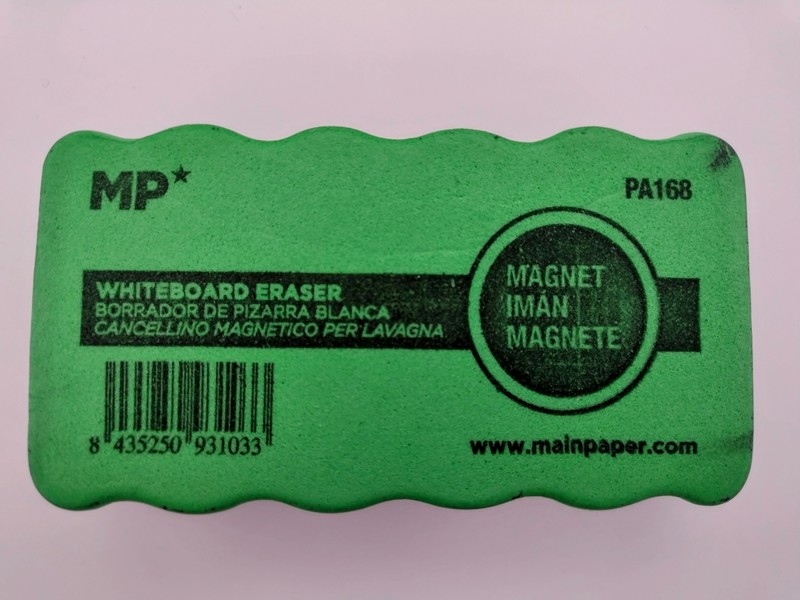 MP★
PA168
WHITEBOARD ERASER
BORRADOR DE PIZARRA BLANCA
CANCELLINO MAGNETICO PER LAVAGNA
MAGNET
IMÁN
MAGNETE
8 435250 931033
www.mainpaper.com